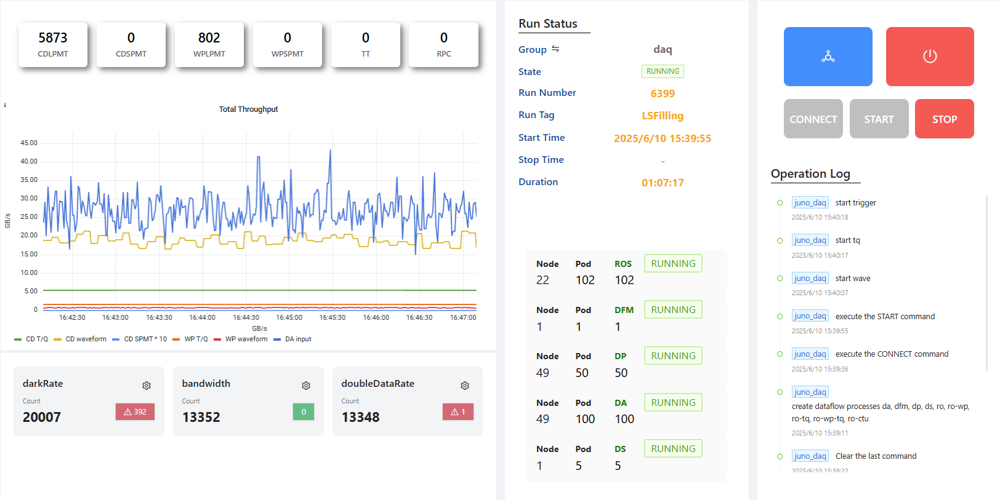 5873
CDLPMT
0
CDSPMT
802
WPLPMT
0
WPSPMT
0
TT
0
RPC
i
Total Throughput
GB/s
45.00
40.00
35.00
30.00
25.00
20.00
15.00
10.00
5.00
0
16:42:30 16:43:00 16:43:30 16:44:00 16:44:30 16:45:00 16:45:30 16:46:00 16:46:30 16:47:00
GB/s
CD T/Q CD waveform CD SPMT * 10 WP T/Q WP waveform DA input
darkRate
Count
20007
392
bandwidth
Count
13352
0
doubleDataRate
Count
13348
1
Run Status
Group daq
State RUNNING
Run Number 6399
Run Tag LSFilling
Start Time 2025/6/10 15:39:55
Stop Time -
Duration 01:07:17
Node Pod ROS RUNNING
22 102 102
Node Pod DFM RUNNING
1 1 1
Node Pod DP RUNNING
49 50 50
Node Pod DA RUNNING
49 100 100
Node Pod DS RUNNING
1 5 5
CONNECT START STOP
Operation Log
juno_daq start trigger
2025/6/10 15:40:18
juno_daq start tq
2025/6/10 15:40:17
juno_daq start wave
2025/6/10 15:40:07
juno_daq execute the START command
2025/6/10 15:39:55
juno_daq execute the CONNECT command
2025/6/10 15:39:36
juno_daq
create dataflow processes da, dfm, dp, ds, ro, ro-wp,
ro-tq, ro-wp-tq, ro-ctu
2025/6/10 15:39:11
juno_daq Clear the last command
2025/6/10 15:38:22